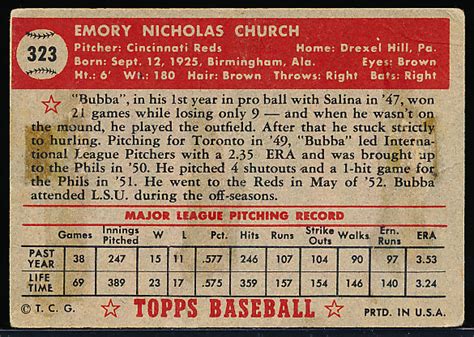 323
EMORY NICHOLAS CHURCH
Pitcher: Cincinnati Reds Home: Drexel Hill, Pa.
Born: Sept. 12, 1925, Birmingham, Ala. Eyes: Brown
Ht.: 6' Wt.: 180 Hair: Brown Throws: Right Bats: Right
"Bubba", in his 1st year in pro ball with Salina in '47, won
21 games while losing only 9 — and when he wasn't on
the mound, he played the outfield. After that he stuck strictly
to hurling. Pitching for Toronto in '49, "Bubba" led Interna-
tional League Pitchers with a 2.35 ERA and was brought up
to the Phils in '50. He pitched 4 shutouts and a 1-hit game for
the Phils in '51. He went to the Reds in May of '52. Bubba
attended L.S.U. during the off-seasons.
MAJOR LEAGUE PITCHING RECORD
Games Innings Pitched W L Pct. Hits Runs Strike Outs Walks Ern. Runs ERA
PAST YEAR 38 247 15 11 .577 246 104 104 90 97 3.53
LIFE TIME 69 389 23 17 .575 359 162 154 146 140 3.24
© T. C. G. TOPPS BASEBALL PRTD. IN U.S.A.